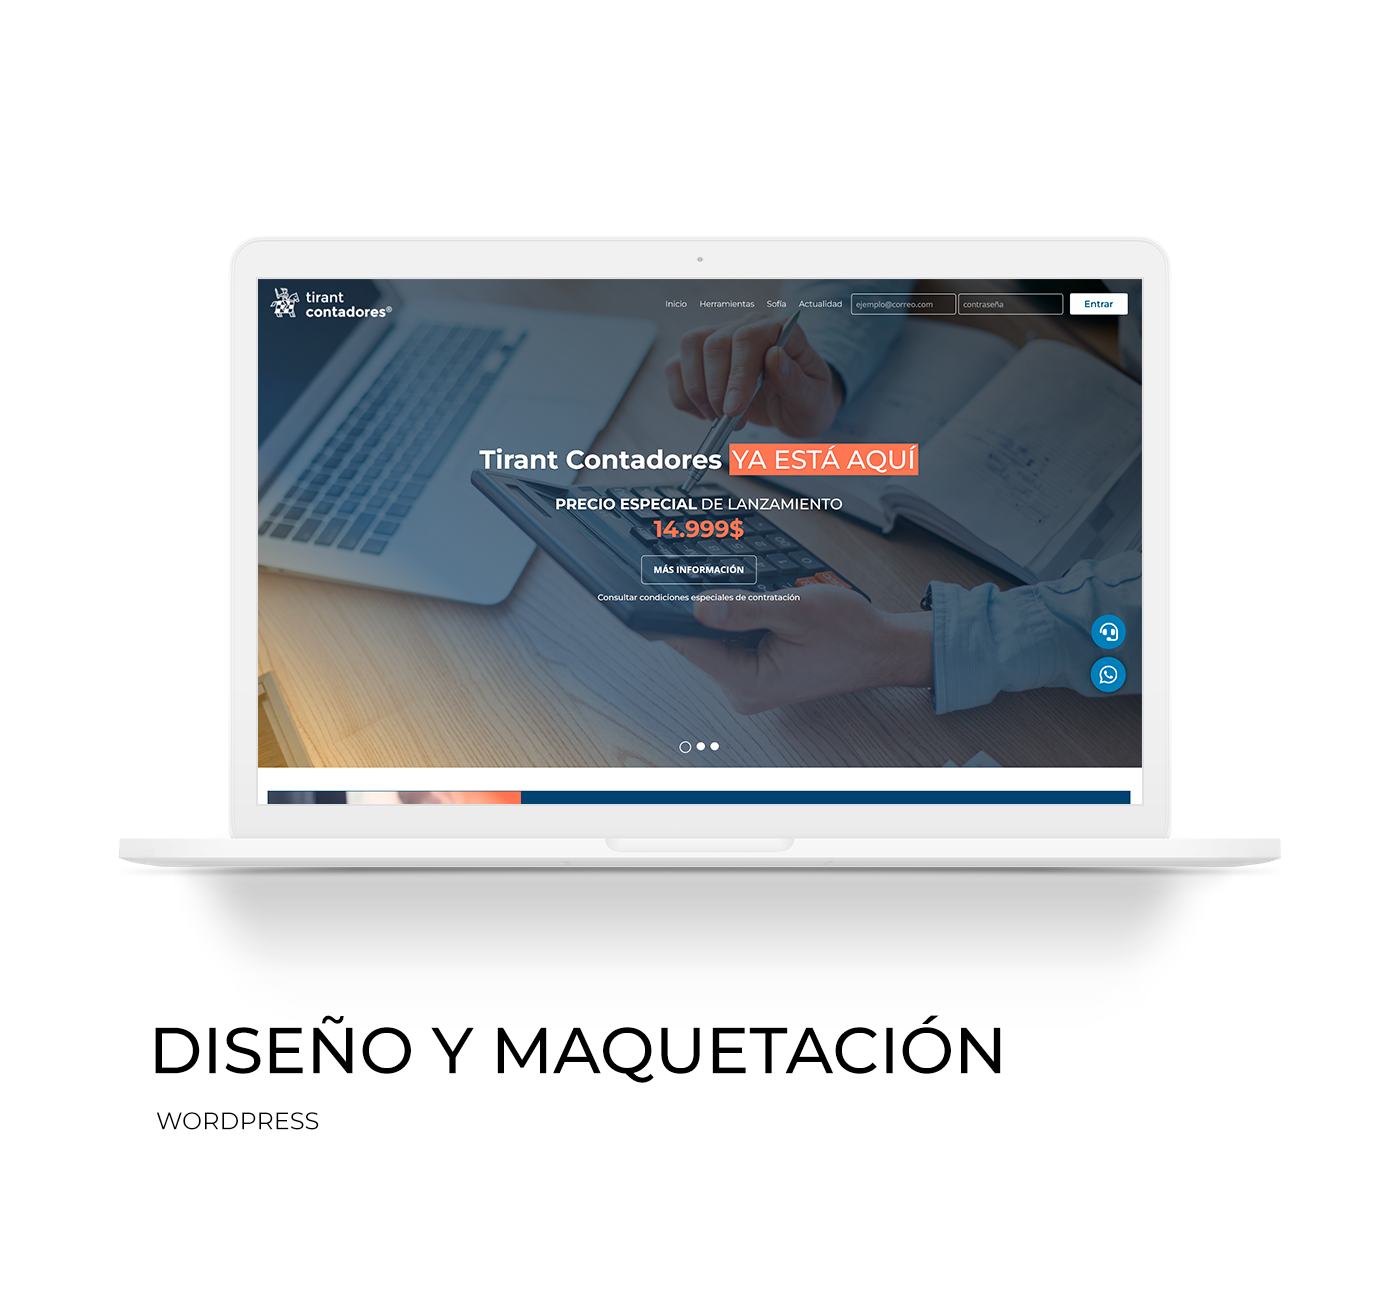 tirant
contadores®
Inicio Herramientas Sofía Actualidad ejemplo@correo.com contraseña Entrar
Tirant Contadores YA ESTÁ AQUÍ
PRECIO ESPECIAL DE LANZAMIENTO
14.999$
MÁS INFORMACIÓN
Consultar condiciones especiales de contratación
DISEÑO Y MAQUETACIÓN
WORDPRESS